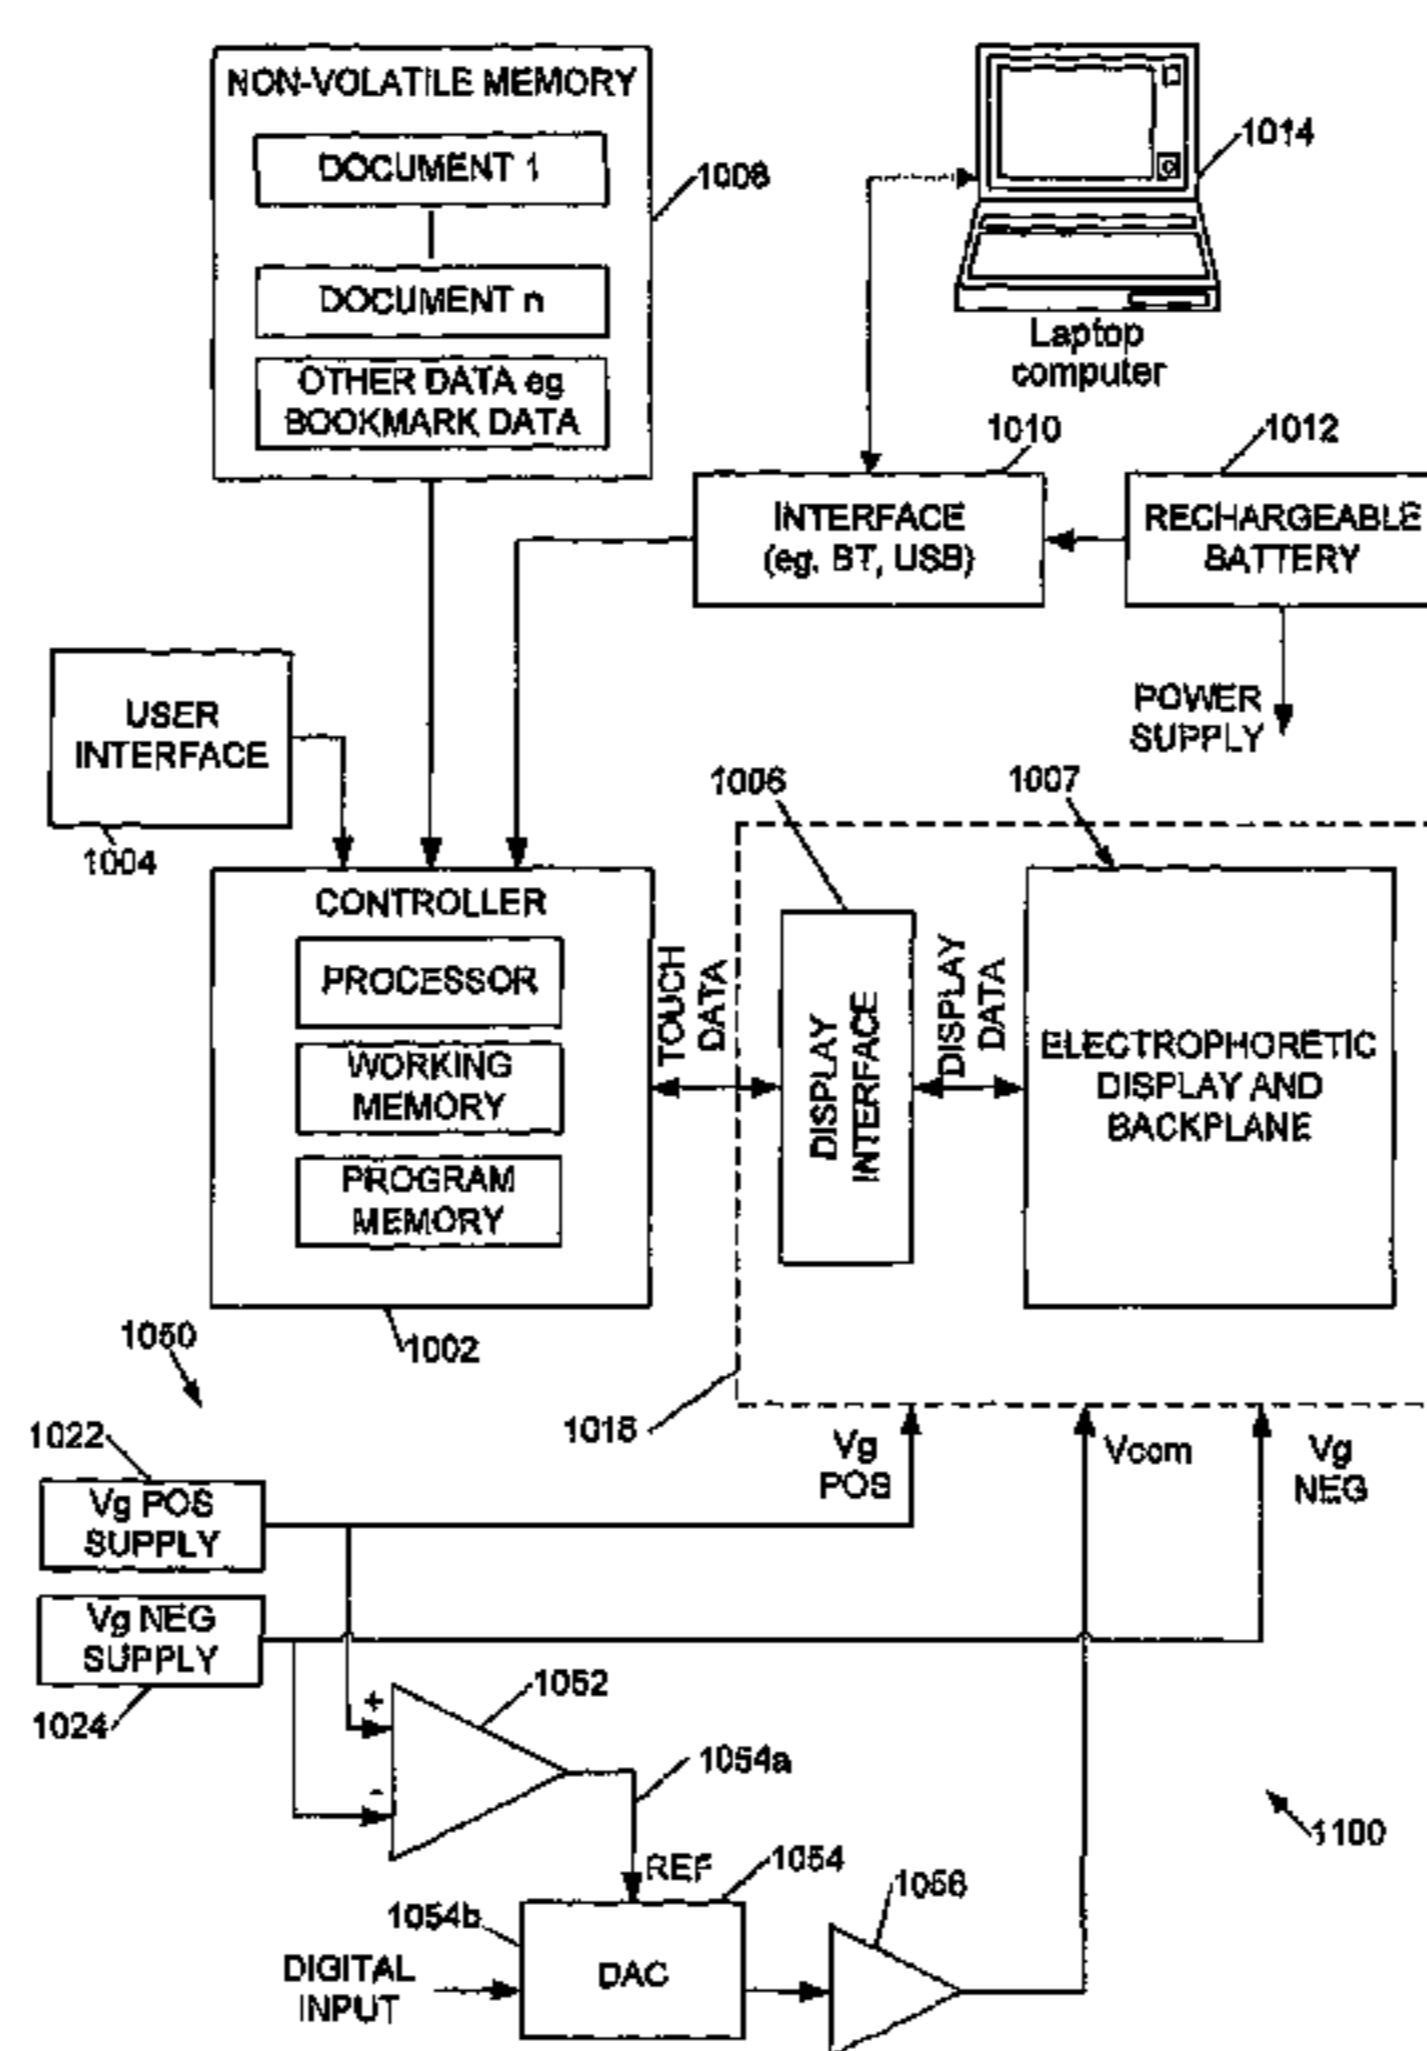 NON-VOLATILE MEMORY
DOCUMENT 1
DOCUMENT n
OTHER DATA eg
BOOKMARK DATA
1008
1014
Laptop
computer
1010
1012
INTERFACE
(eg. BT, USB)
RECHARGEABLE
BATTERY
POWER
SUPPLY
USER
INTERFACE
1004
1006
1007
CONTROLLER
PROCESSOR
WORKING
MEMORY
PROGRAM
MEMORY
TOUCH
DATA
DISPLAY
INTERFACE
DISPLAY
DATA
ELECTROPHORETIC
DISPLAY AND
BACKPLANE
1002
1050
1018
1022
Vg POS
SUPPLY
Vg
POS
Vcom
Vg
NEG
Vg NEG
SUPPLY
1024
+
-
1052
1054a
REF
1054
1054b
1056
1100
DIGITAL
INPUT
DAC